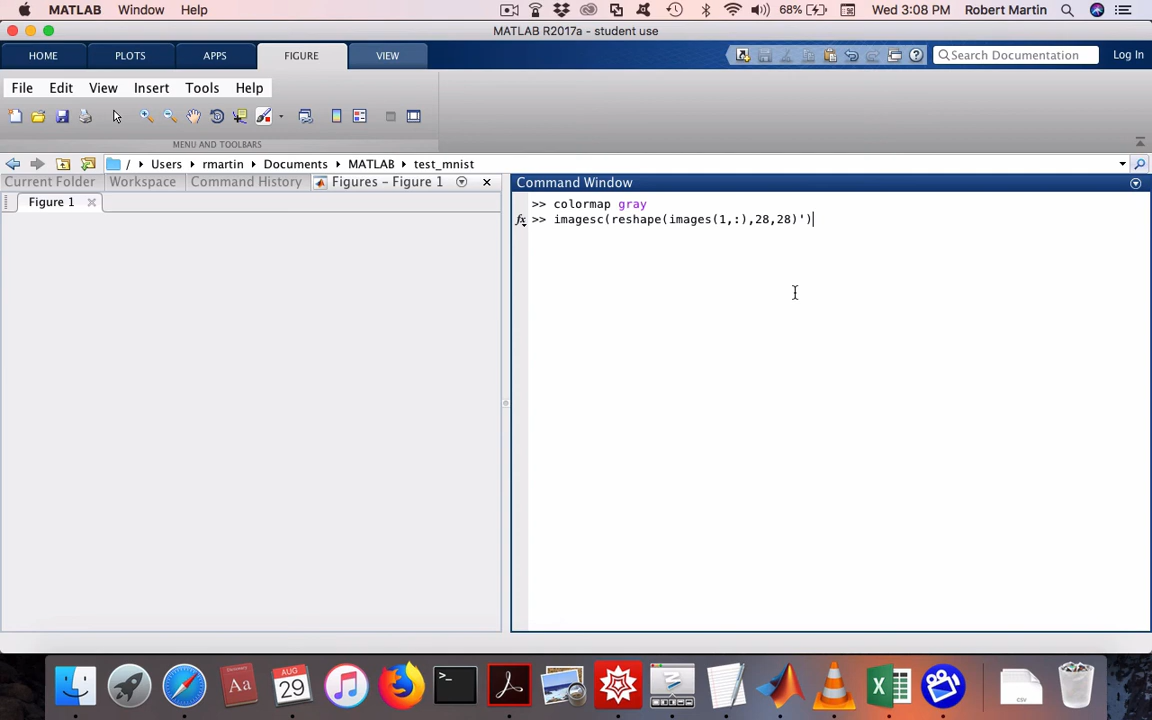 MATLAB Window Help 68% Wed 3:08 PM Robert Martin
MATLAB R2017a - student use
HOME PLOTS APPS FIGURE VIEW Search Documentation Log In
File Edit View Insert Tools Help
MENU AND TOOLBARS
/ Users rmartin Documents MATLAB test_mnist
Current Folder Workspace Command History Figures - Figure 1 Command Window
Figure 1
>> colormap gray
fx >> imagesc(reshape(images(1,:),28,28)')
Aa
AUG
29
>_
CSV